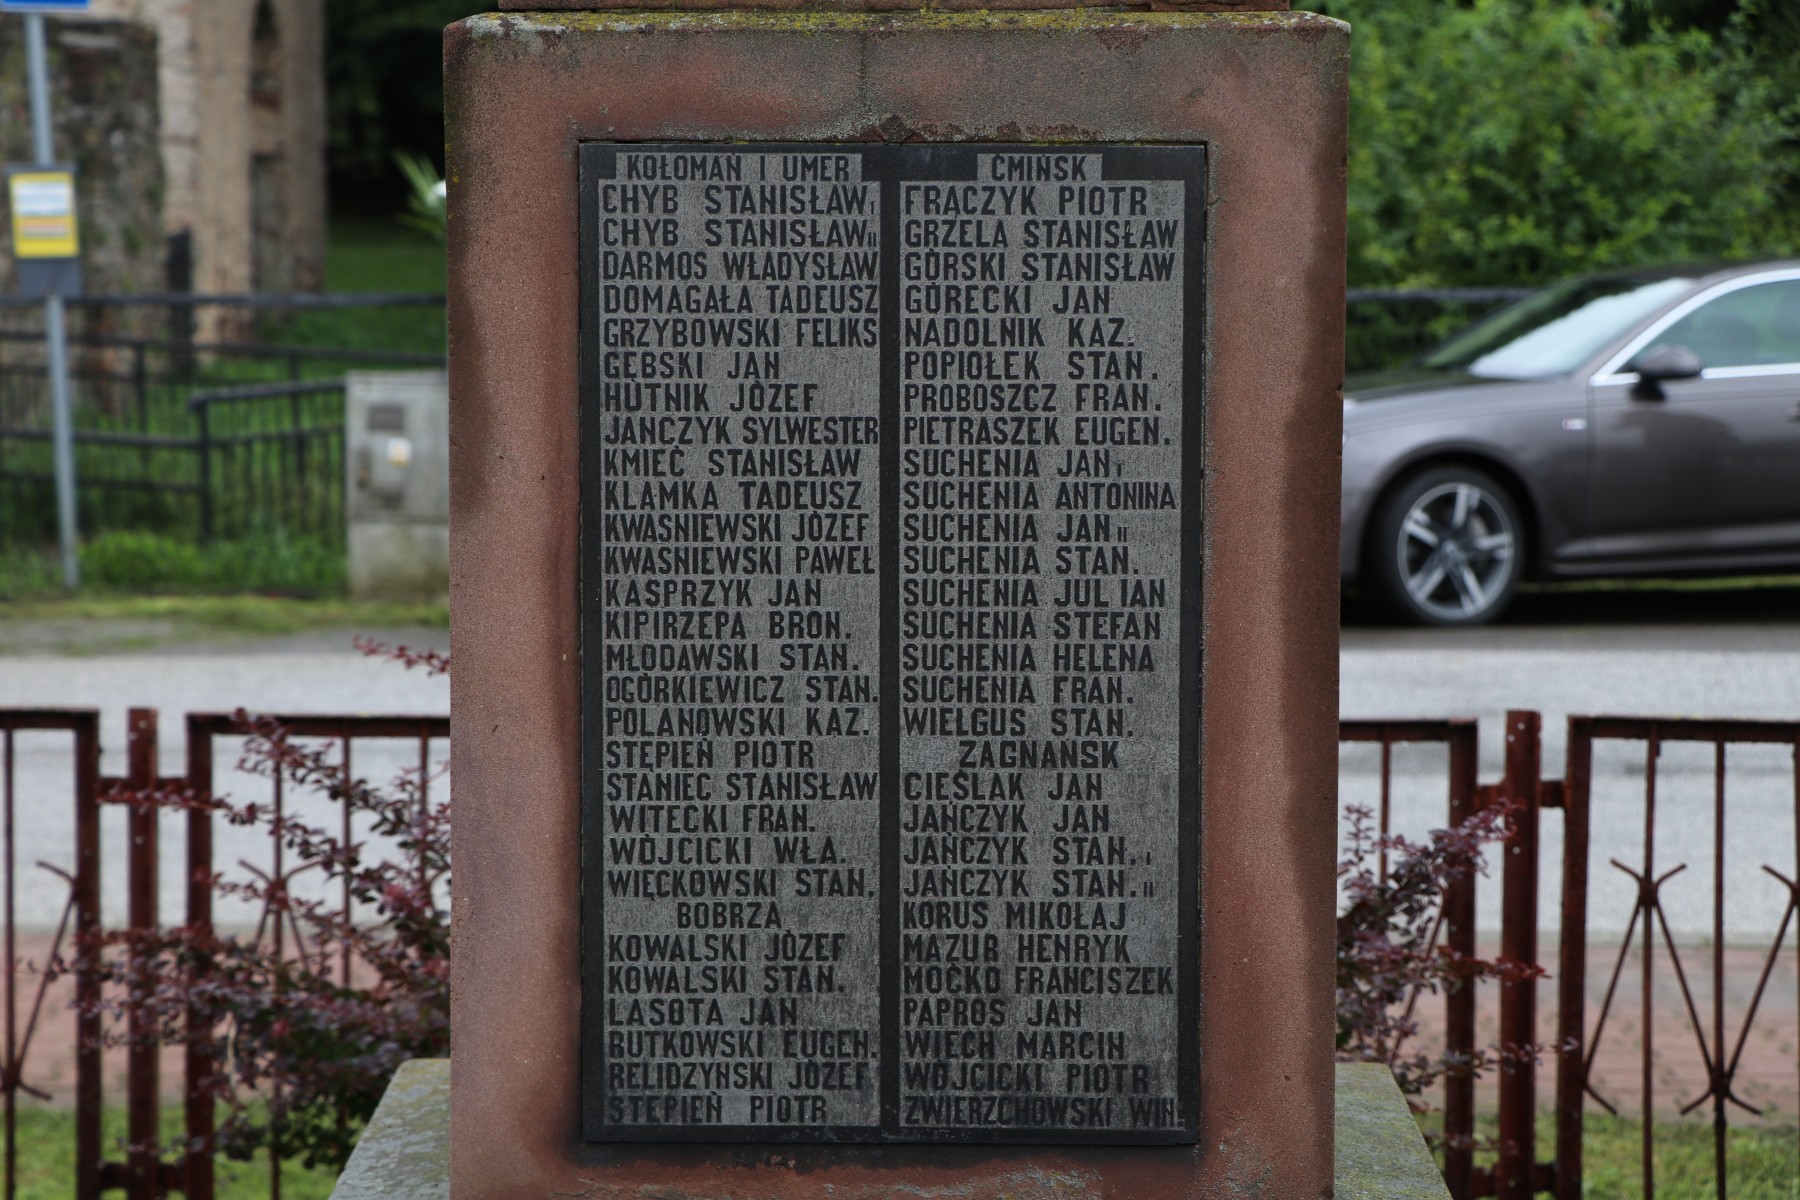 KOŁOMAŃ I UMER
CHYB STANISŁAW I
CHYB STANISŁAW II
DARMOS WŁADYSŁAW
DOMAGAŁA TADEUSZ
GRZYBOWSKI FELIKS
GĘBSKI JAN
HUTNIK JÓZEF
JAŃCZYK SYLWESTER
KMIEĆ STANISŁAW
KLAMKA TADEUSZ
KWAŚNIEWSKI JÓZEF
KWAŚNIEWSKI PAWEŁ
KASPRZYK JAN
KIPIRZEPA BRON.
MŁODAWSKI STAN.
OGÓRKIEWICZ STAN.
POLANOWSKI KAZ.
STĘPIEŃ PIOTR
STANIEC STANISŁAW
WITECKI FRAN.
WÓJCICKI WŁA.
WIĘCKOWSKI STAN.
BOBRZA
KOWALSKI JÓZEF
KOWALSKI STAN.
LASOTA JAN
RUTKOWSKI EUGEN.
RELIDZYŃSKI JÓZEF
STĘPIEŃ PIOTR
ĆMIŃSK
FRĄCZYK PIOTR
GRZELA STANISŁAW
GÓRSKI STANISŁAW
GÓRECKI JAN
NADOLNIK KAZ.
POPIOŁEK STAN.
PROBOSZCZ FRAN.
PIETRASZEK EUGEN.
SUCHENIA JAN I
SUCHENIA ANTONINA
SUCHENIA JAN II
SUCHENIA STAN.
SUCHENIA JULIAN
SUCHENIA STEFAN
SUCHENIA HELENA
SUCHENIA FRAN.
WIELGUS STAN.
ZAGNAŃSK
CIEŚLAK JAN
JAŃCZYK JAN
JAŃCZYK STAN. I
JAŃCZYK STAN. II
KORUS MIKOŁAJ
MAZUR HENRYK
MOĆKO FRANCISZEK
PAPROS JAN
WIECH MARCIN
WÓJCICKI PIOTR
ZWIERZCHOWSKI WIN.